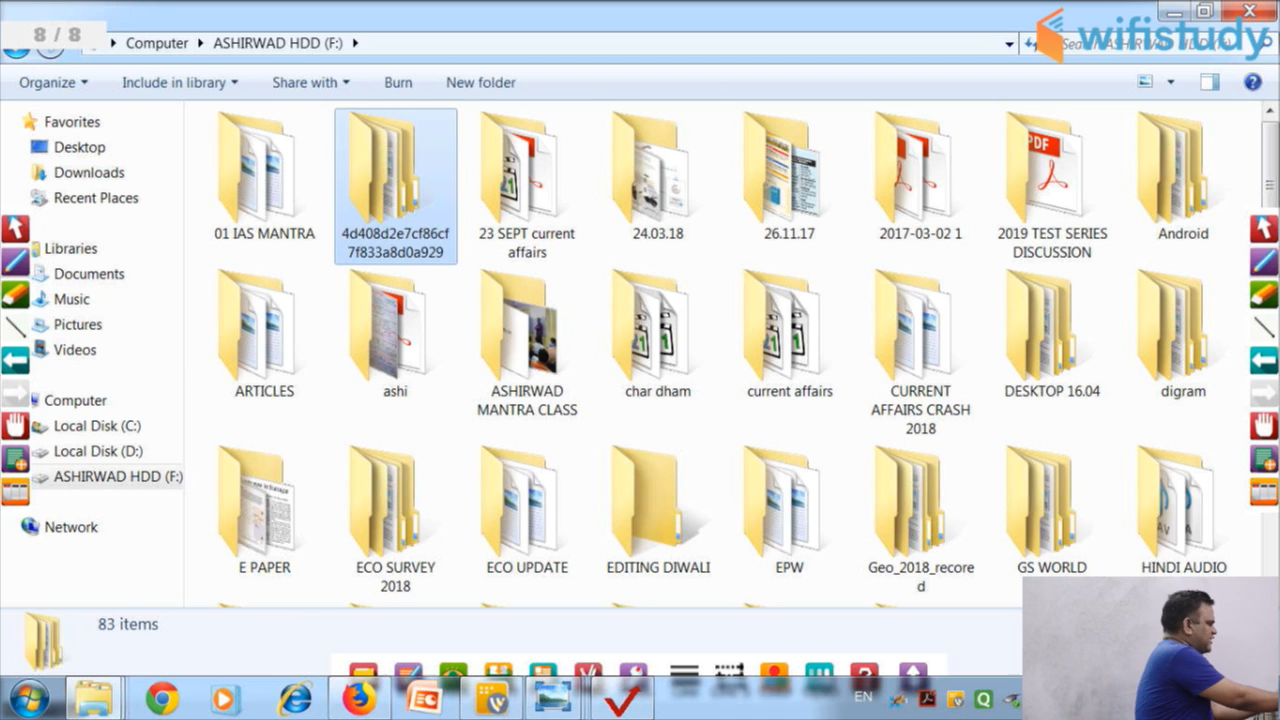 8 / 8
Computer
ASHIRWAD HDD (F:)
wifistudy
Organize
Include in library
Share with
Burn
New folder
Favorites
Desktop
Downloads
Recent Places
Libraries
Documents
Music
Pictures
Videos
Computer
Local Disk (C:)
Local Disk (D:)
ASHIRWAD HDD (F:)
Network
01 IAS MANTRA
4d408d2e7cf86cf
7f833a8d0a929
23 SEPT current
affairs
24.03.18
26.11.17
2017-03-02 1
PDF
2019 TEST SERIES
DISCUSSION
Android
ARTICLES
ashi
ASHIRWAD
MANTRA CLASS
char dham
current affairs
CURRENT
AFFAIRS CRASH
2018
DESKTOP 16.04
digram
E PAPER
ECO SURVEY
2018
ECO UPDATE
EDITING DIWALI
EPW
Geo_2018_recore
d
GS WORLD
HINDI AUDIO
83 items
EN